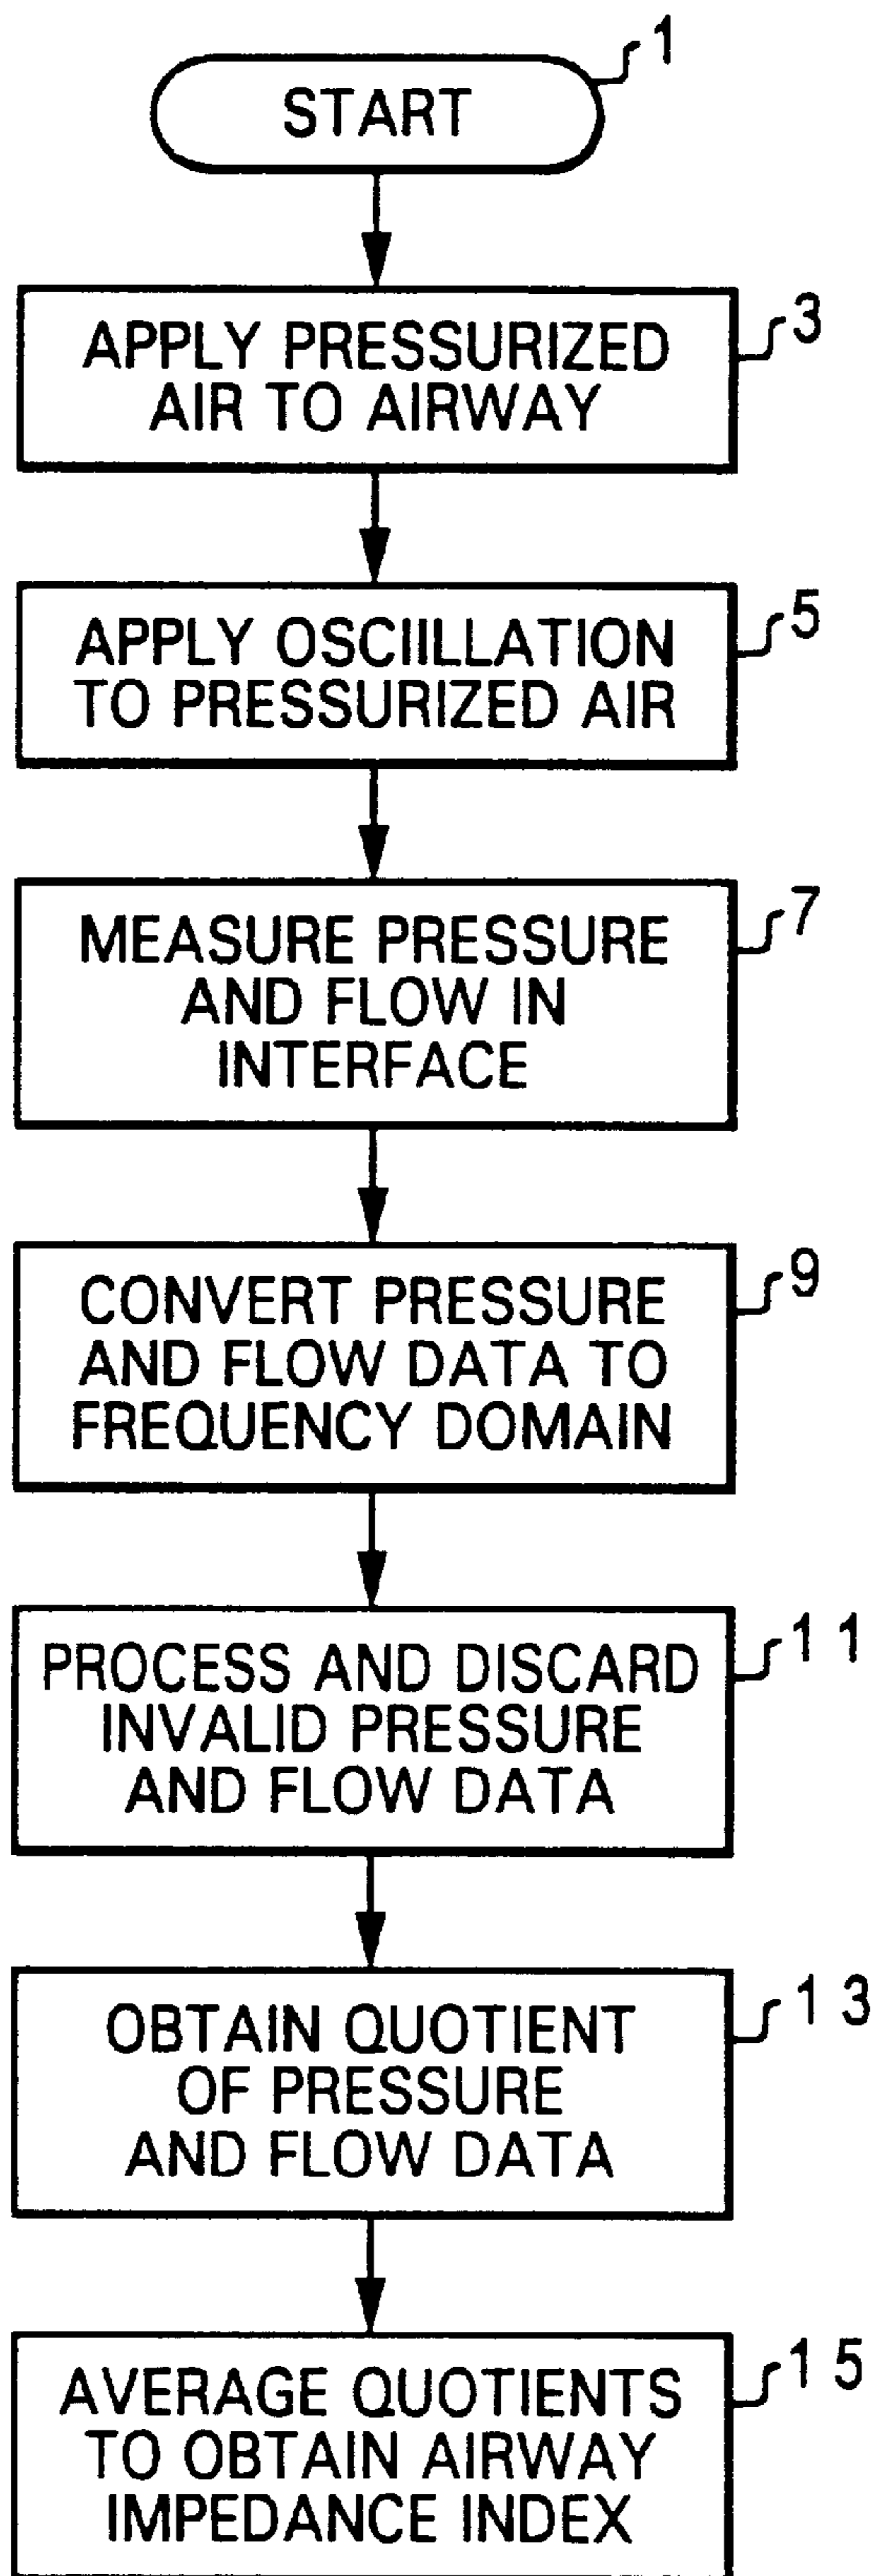 1
START
3
APPLY PRESSURIZED
AIR TO AIRWAY
5
APPLY OSCIILLATION
TO PRESSURIZED AIR
7
MEASURE PRESSURE
AND FLOW IN
INTERFACE
9
CONVERT PRESSURE
AND FLOW DATA TO
FREQUENCY DOMAIN
11
PROCESS AND DISCARD
INVALID PRESSURE
AND FLOW DATA
13
OBTAIN QUOTIENT
OF PRESSURE
AND FLOW DATA
15
AVERAGE QUOTIENTS
TO OBTAIN AIRWAY
IMPEDANCE INDEX